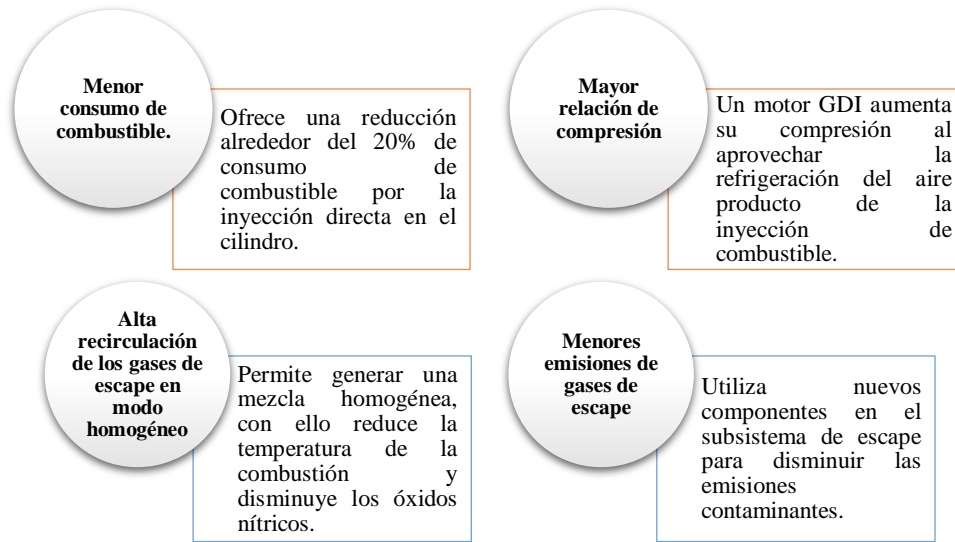 Menor
consumo de
combustible.
Ofrece una reducción
alrededor del 20% de
consumo de
combustible por la
inyección directa en el
cilindro.
Mayor
relación de
compresión
Un motor GDI aumenta
su compresión al
aprovechar la
refrigeración del aire
producto de la
inyección de
combustible.
Alta
recirculación
de los gases de
escape en
modo
homogéneo
Permite generar una
mezcla homogénea,
con ello reduce la
temperatura de la
combustión y
disminuye los óxidos
nítricos.
Menores
emisiones de
gases de
escape
Utiliza nuevos
componentes en el
subsistema de escape
para disminuir las
emisiones
contaminantes.